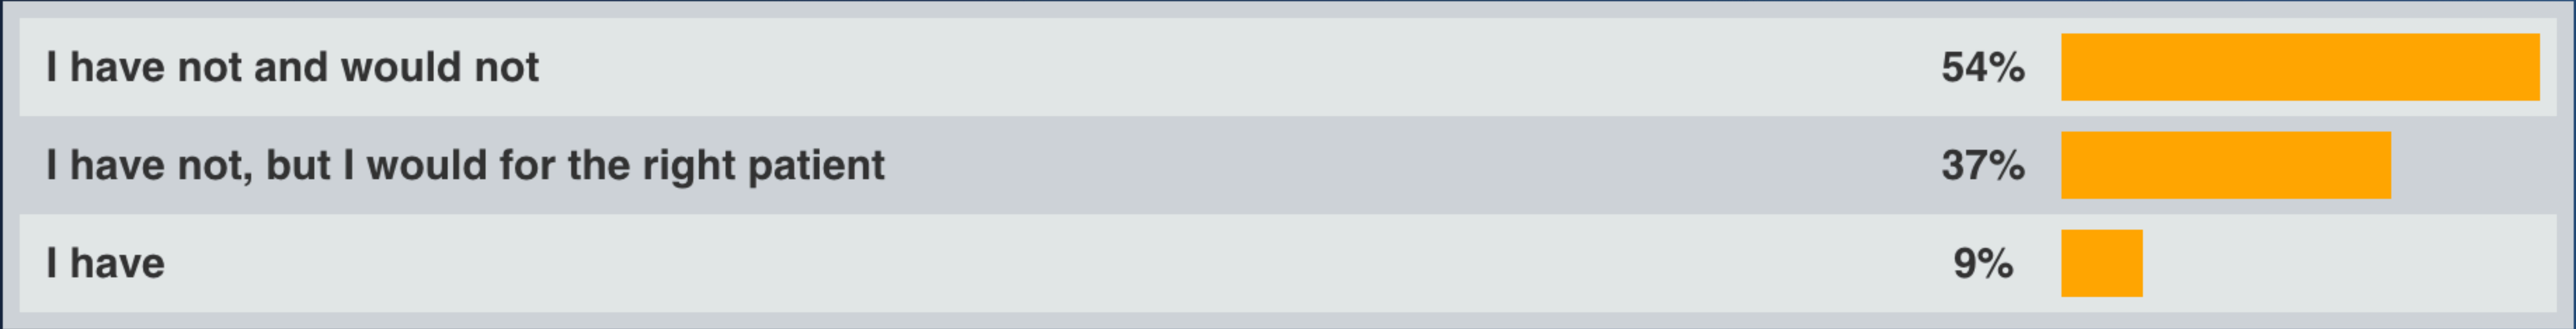 I have not and would not 54%
I have not, but I would for the right patient 37%
I have 9%